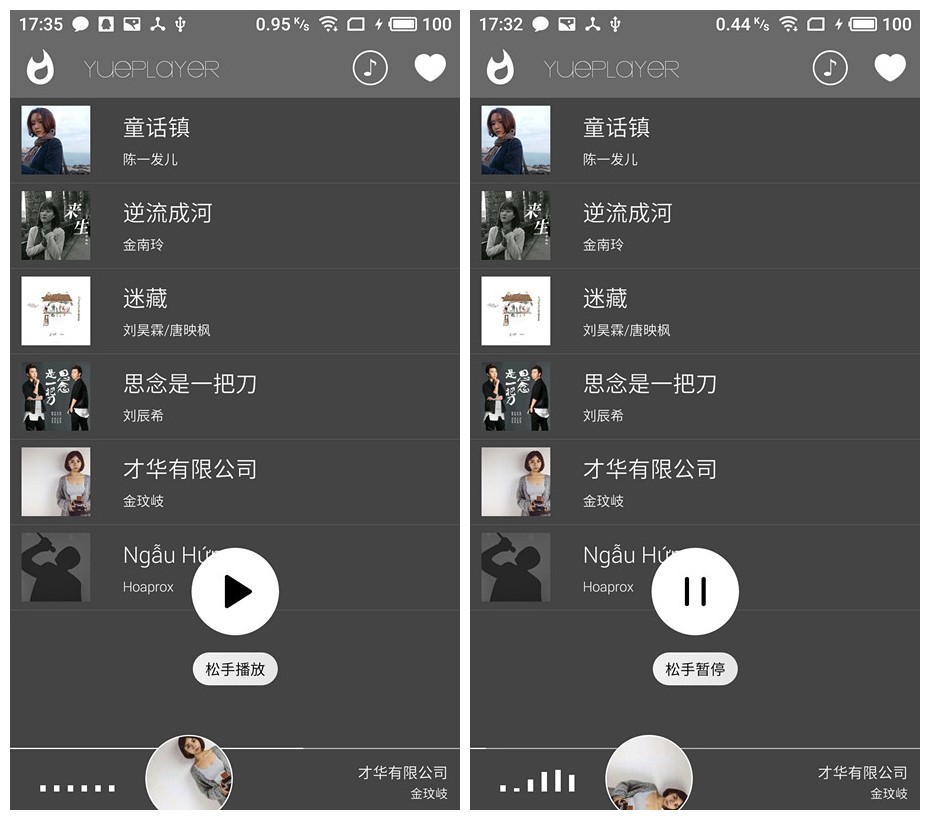 17:35
0.95 K/s
100
YUEPLAYER
童话镇
陈一发儿
来生
逆流成河
金南玲
迷藏
刘昊霖/唐映枫
思念是一把刀
刘辰希
才华有限公司
金玟岐
Ngẫu Hứn
Hoaprox
松手播放
才华有限公司
金玟岐
17:32
0.44 K/s
100
YUEPLAYER
童话镇
陈一发儿
来生
逆流成河
金南玲
迷藏
刘昊霖/唐映枫
思念是一把刀
刘辰希
才华有限公司
金玟岐
Ngẫu Hứn
Hoaprox
松手暂停
才华有限公司
金玟岐